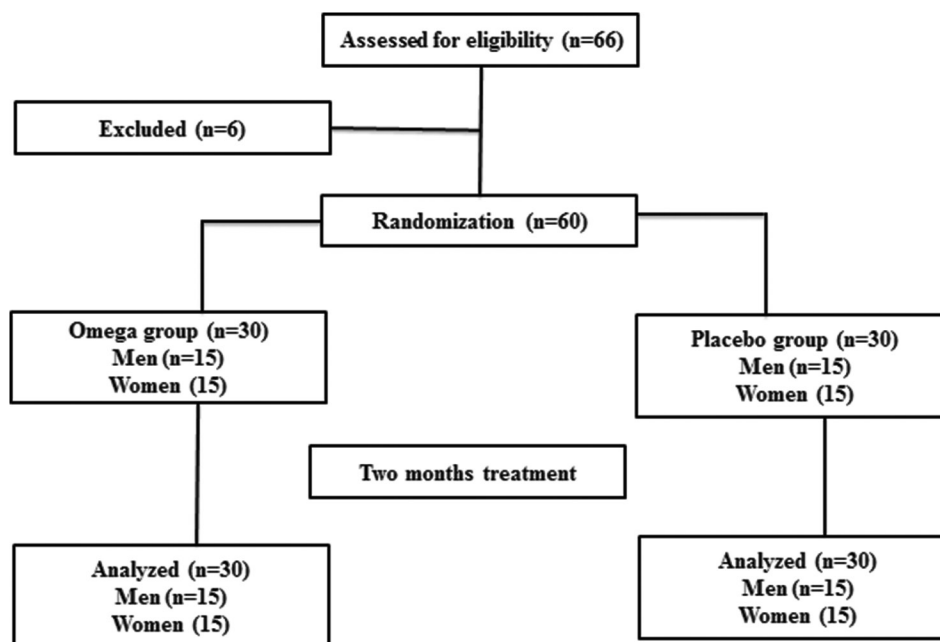 Assessed for eligibility (n=66)
Excluded (n=6)
Randomization (n=60)
Omega group (n=30)
Men (n=15)
Women (15)
Placebo group (n=30)
Men (n=15)
Women (15)
Two months treatment
Analyzed (n=30)
Men (n=15)
Women (15)
Analyzed (n=30)
Men (n=15)
Women (15)